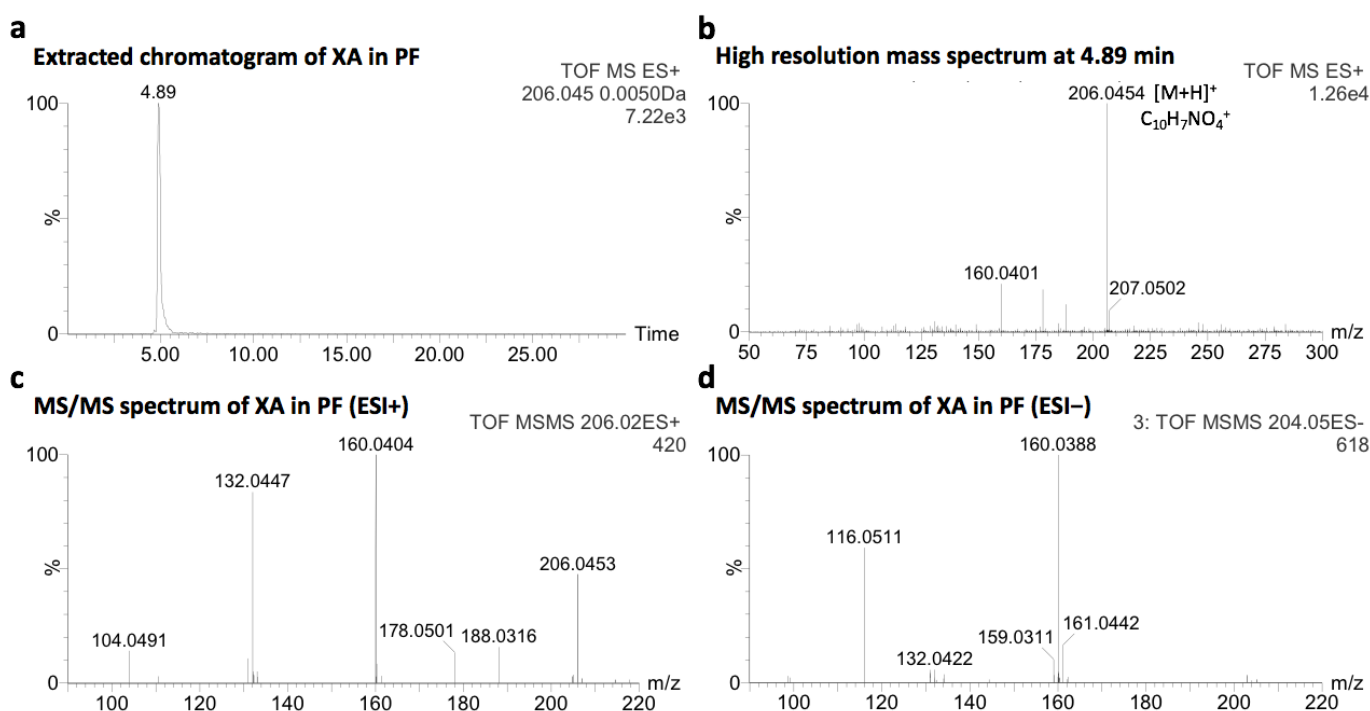 a
Extracted chromatogram of XA in PF
TOF MS ES+
206.045 0.0050Da
7.22e3
4.89
100
%
0
5.00 10.00 15.00 20.00 25.00
Time
b
High resolution mass spectrum at 4.89 min
TOF MS ES+
1.26e4
206.0454 [M+H]⁺
C₁₀H₇NO₄⁺
100
%
160.0401
207.0502
0
50 75 100 125 150 175 200 225 250 275 300
m/z
c
MS/MS spectrum of XA in PF (ESI+)
TOF MSMS 206.02ES+
420
160.0404
100
132.0447
%
206.0453
104.0491
178.0501
188.0316
0
100 120 140 160 180 200 220
m/z
d
MS/MS spectrum of XA in PF (ESI−)
3: TOF MSMS 204.05ES-
618
160.0388
100
116.0511
%
159.0311
161.0442
132.0422
0
100 120 140 160 180 200 220
m/z